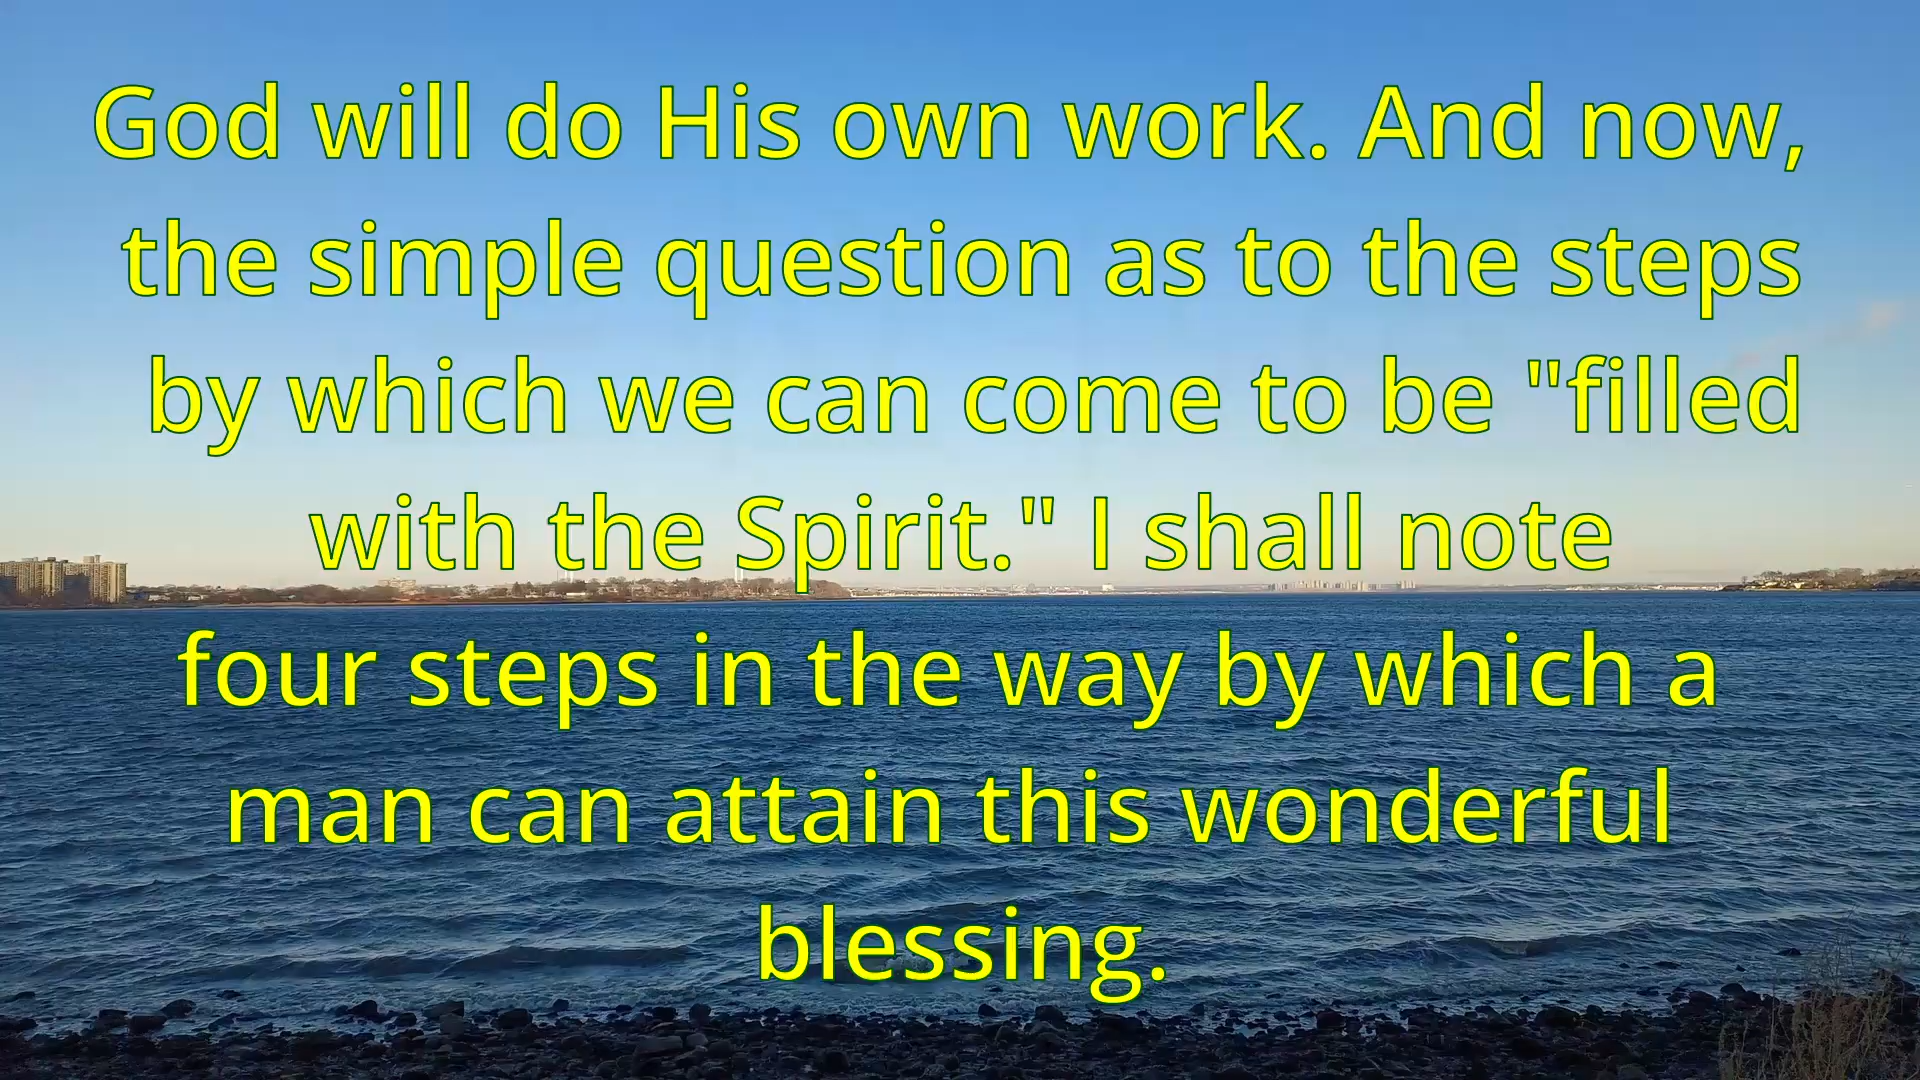 God will do His own work. And now,
the simple question as to the steps
by which we can come to be "filled
with the Spirit." I shall note
four steps in the way by which a
man can attain this wonderful
blessing.